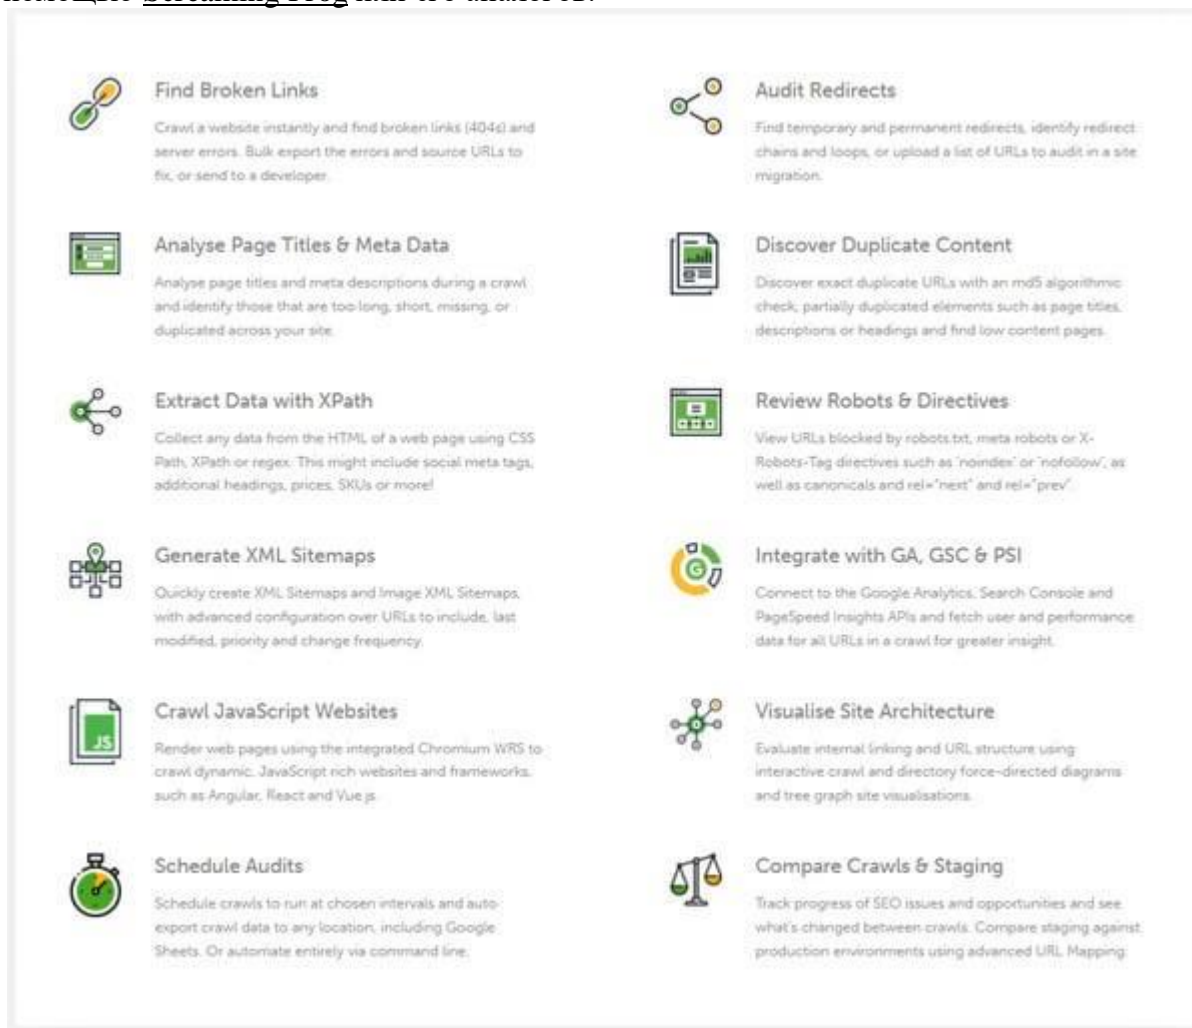 Screaming Frog
Find Broken Links
Crawl a website instantly and find broken links (404s) and
server errors. Bulk export the errors and source URLs to
fix, or send to a developer.
Audit Redirects
Find temporary and permanent redirects, identify redirect
chains and loops, or upload a list of URLs to audit in a site
migration.
Analyse Page Titles & Meta Data
Analyse page titles and meta descriptions during a crawl
and identify those that are too long, short, missing, or
duplicated across your site.
Discover Duplicate Content
Discover exact duplicate URLs with an md5 algorithmic
check, partially duplicated elements such as page titles,
descriptions or headings and find low content pages.
Extract Data with XPath
Collect any data from the HTML of a web page using CSS
Path, XPath or regex. This might include social meta tags,
additional headings, prices, SKUs or more!
Review Robots & Directives
View URLs blocked by robots.txt, meta robots or X-
Robots-Tag directives such as 'noindex' or 'nofollow', as
well as canonicals and rel="next" and rel="prev".
Generate XML Sitemaps
Quickly create XML Sitemaps and Image XML Sitemaps,
with advanced configuration over URLs to include, last
modified, priority and change frequency.
Integrate with GA, GSC & PSI
Connect to the Google Analytics, Search Console and
PageSpeed Insights APIs and fetch user and performance
data for all URLs in a crawl for greater insight.
Crawl JavaScript Websites
Render web pages using the integrated Chromium WRS to
crawl dynamic, JavaScript rich websites and frameworks,
such as Angular, React and Vue.js.
JS
Visualise Site Architecture
Evaluate internal linking and URL structure using
interactive crawl and directory force-directed diagrams
and tree graph site visualisations.
Schedule Audits
Schedule crawls to run at chosen intervals and auto
export crawl data to any location, including Google
Sheets. Or automate entirely via command line.
Compare Crawls & Staging
Track progress of SEO issues and opportunities and see
what's changed between crawls. Compare staging against
production environments using advanced URL Mapping.